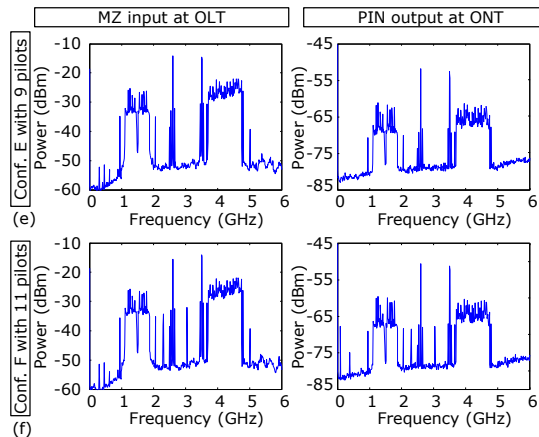 MZ input at OLT
PIN output at ONT
Conf. E with 9 pilots
(e)
Power (dBm)
-10
-20
-30
-40
-50
-60
0 1 2 3 4 5 6
Frequency (GHz)
Power (dBm)
-45
-55
-65
-75
-85
0 1 2 3 4 5 6
Frequency (GHz)
Conf. F with 11 pilots
(f)
Power (dBm)
-10
-20
-30
-40
-50
-60
0 1 2 3 4 5 6
Frequency (GHz)
Power (dBm)
-45
-55
-65
-75
-85
0 1 2 3 4 5 6
Frequency (GHz)